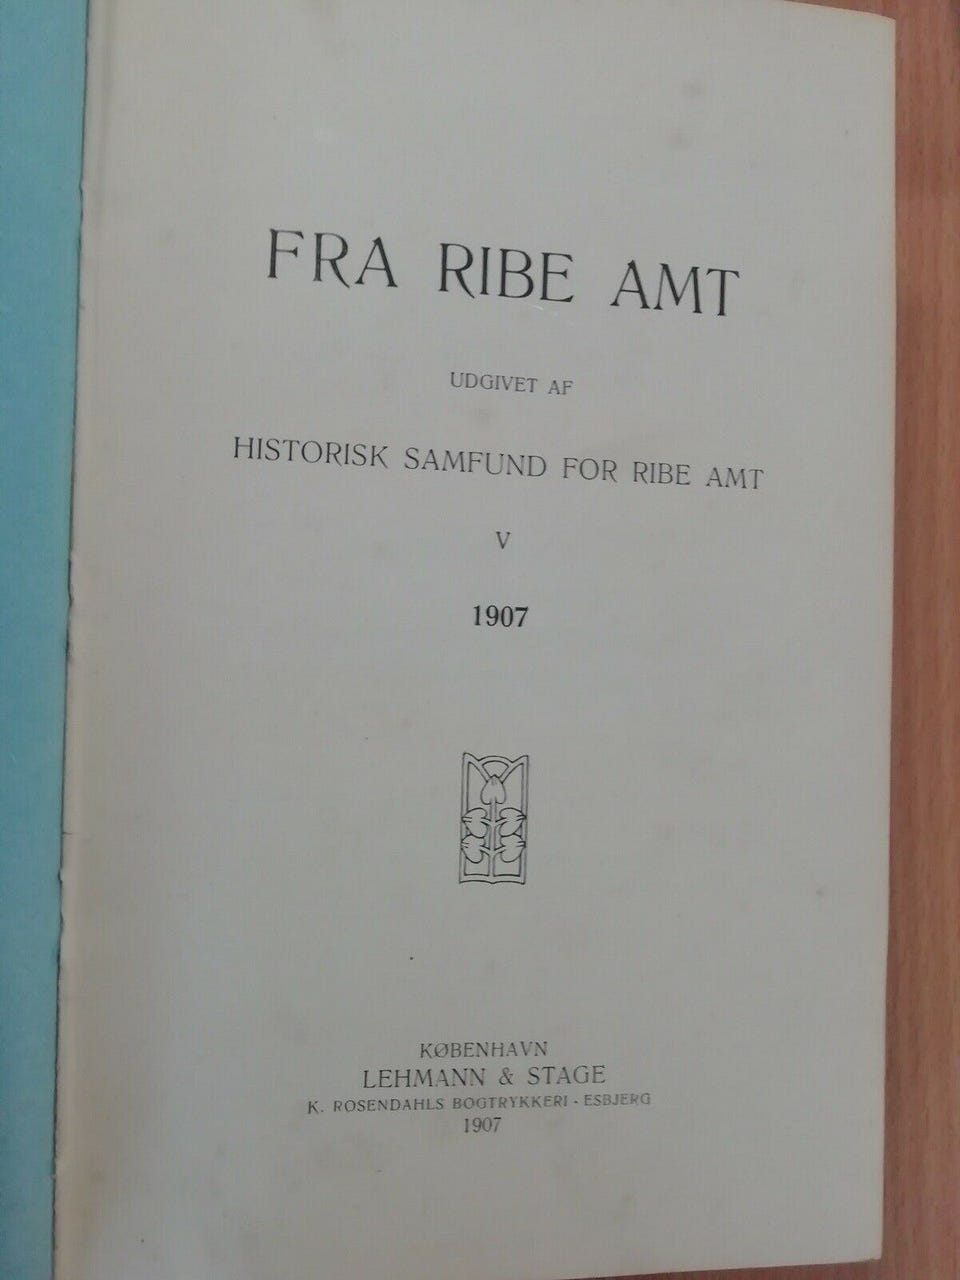 FRA RIBE AMT
UDGIVET AF
HISTORISK SAMFUND FOR RIBE AMT
V
1907
KØBENHAVN
LEHMANN & STAGE
K. ROSENDAHLS BOGTRYKKERI - ESBJERG
1907